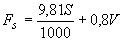 F_s = 9,81S/1000 + 0,8V